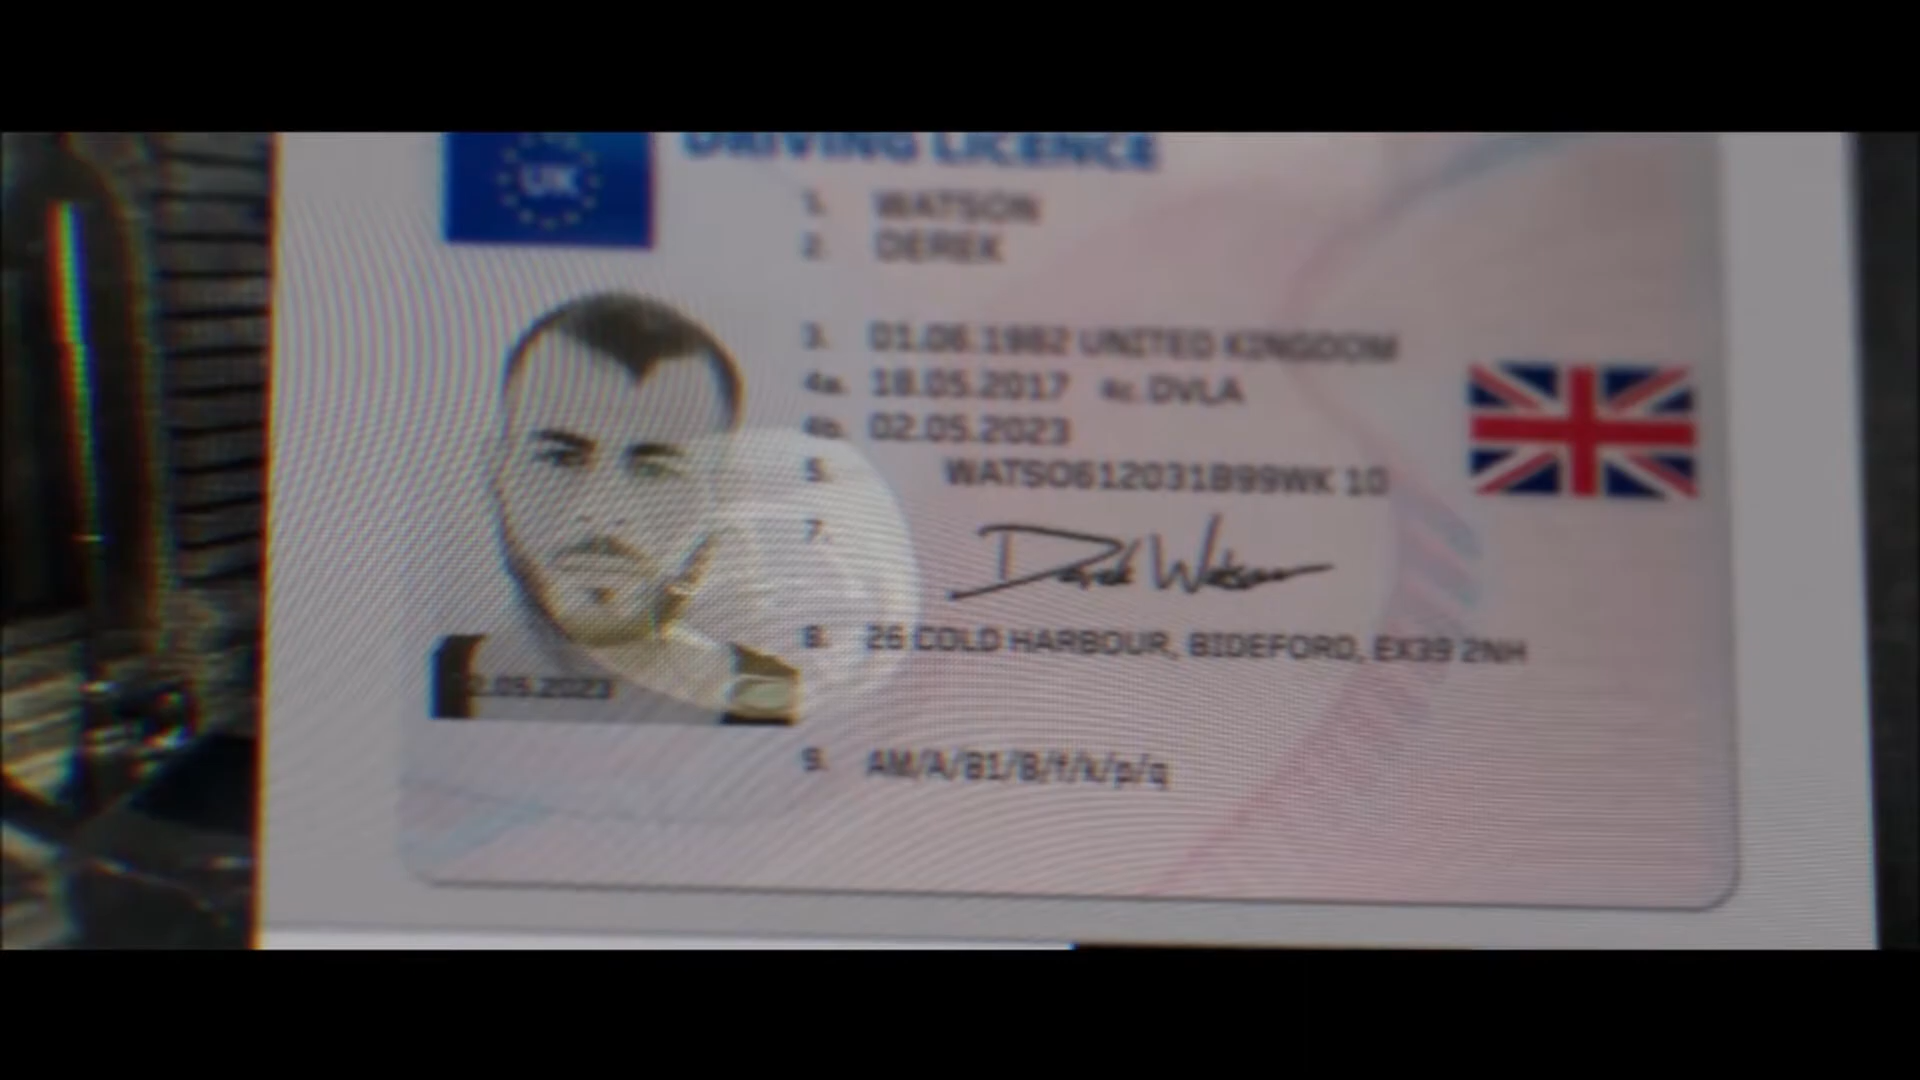 UK
DRIVING LICENCE
1. WATSON
2. DEREK
3. 01.06.1982 UNITED KINGDOM
4a. 18.05.2017 4c. DVLA
4b. 02.05.2023
5. WATSO612031B99WK 10
7. Derek Watson
8. 26 COLD HARBOUR, BIDEFORD, EX39 2NH
.05.2023
9. AM/A/B1/B/f/k/p/q